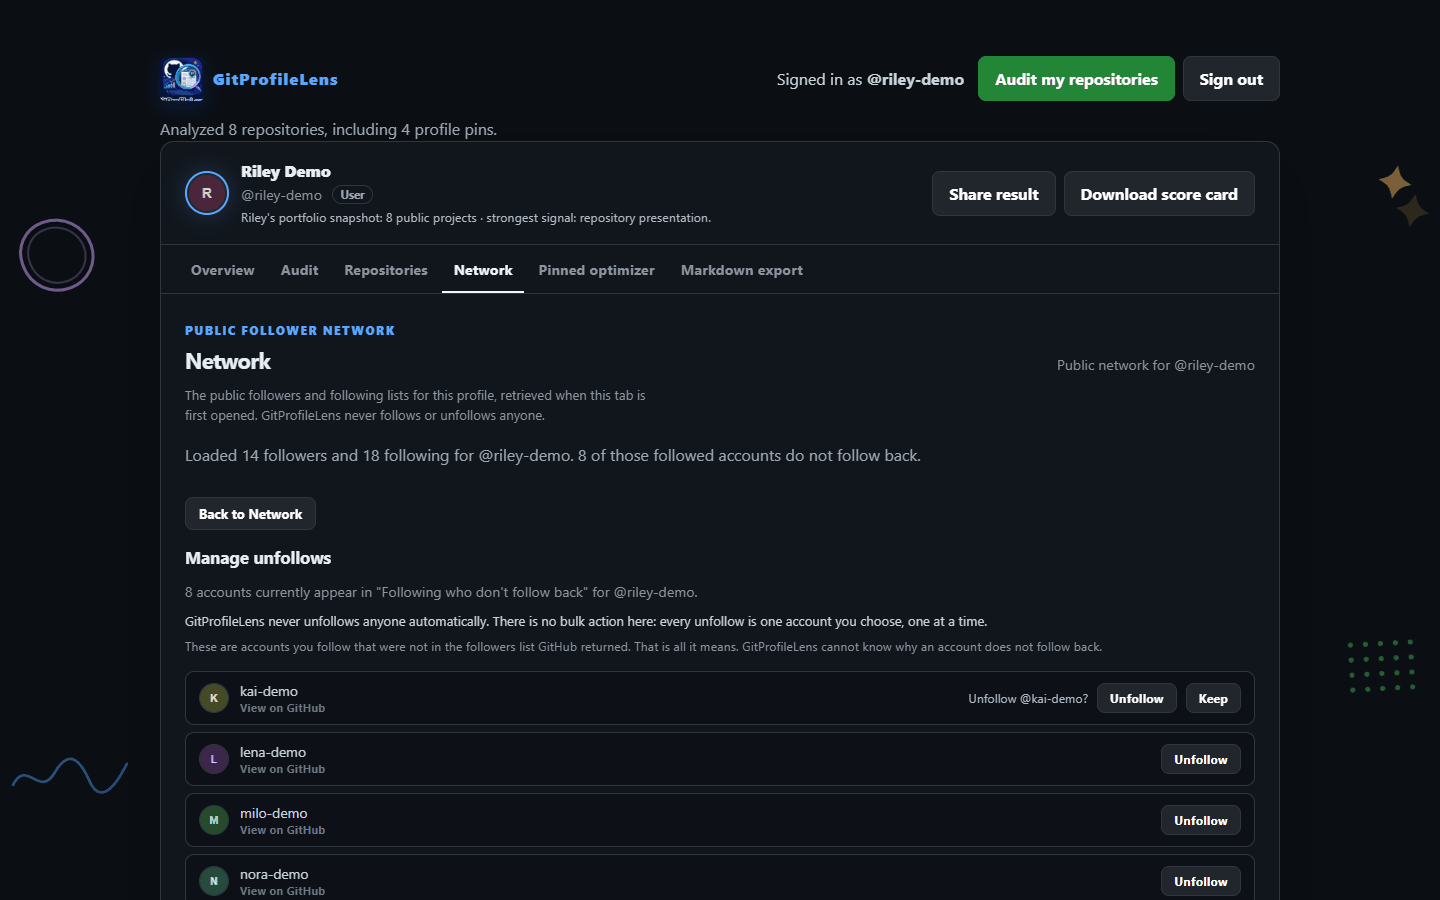 GitProfileLens
Signed in as @riley-demo
Audit my repositories
Sign out
Analyzed 8 repositories, including 4 profile pins.
R
Riley Demo
@riley-demo
User
Riley's portfolio snapshot: 8 public projects · strongest signal: repository presentation.
Share result
Download score card
Overview
Audit
Repositories
Network
Pinned optimizer
Markdown export
PUBLIC FOLLOWER NETWORK
Network
Public network for @riley-demo
The public followers and following lists for this profile, retrieved when this tab is
first opened. GitProfileLens never follows or unfollows anyone.
Loaded 14 followers and 18 following for @riley-demo. 8 of those followed accounts do not follow back.
Back to Network
Manage unfollows
8 accounts currently appear in "Following who don't follow back" for @riley-demo.
GitProfileLens never unfollows anyone automatically. There is no bulk action here: every unfollow is one account you choose, one at a time.
These are accounts you follow that were not in the followers list GitHub returned. That is all it means. GitProfileLens cannot know why an account does not follow back.
K
kai-demo
View on GitHub
Unfollow @kai-demo?
Unfollow
Keep
L
lena-demo
View on GitHub
Unfollow
M
milo-demo
View on GitHub
Unfollow
N
nora-demo
View on GitHub
Unfollow